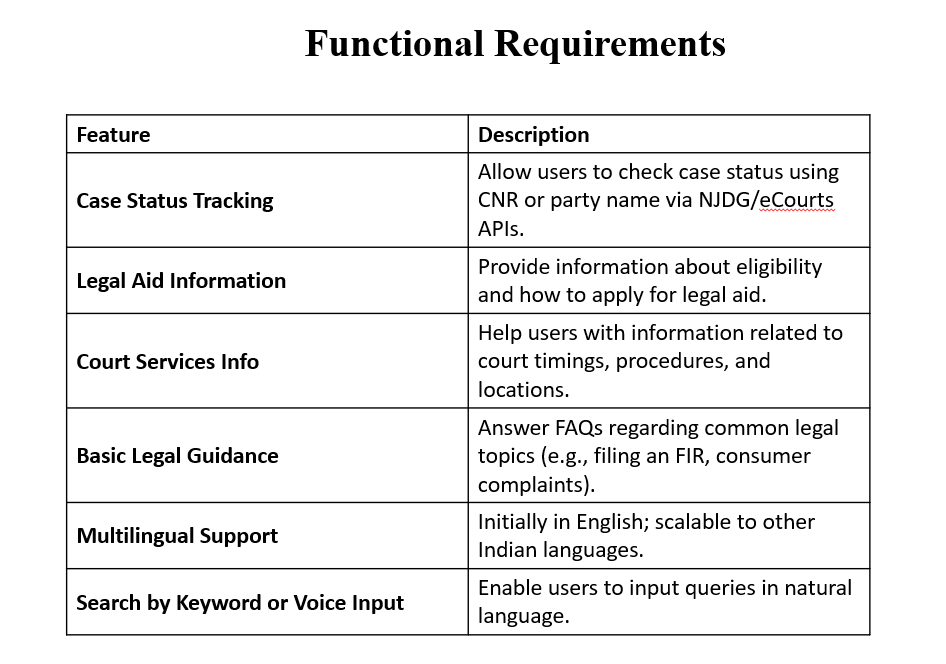 Functional Requirements
Feature
Description
Case Status Tracking
Allow users to check case status using
CNR or party name via NJDG/eCourts
APIs.
Legal Aid Information
Provide information about eligibility
and how to apply for legal aid.
Court Services Info
Help users with information related to
court timings, procedures, and
locations.
Basic Legal Guidance
Answer FAQs regarding common legal
topics (e.g., filing an FIR, consumer
complaints).
Multilingual Support
Initially in English; scalable to other
Indian languages.
Search by Keyword or Voice Input
Enable users to input queries in natural
language.